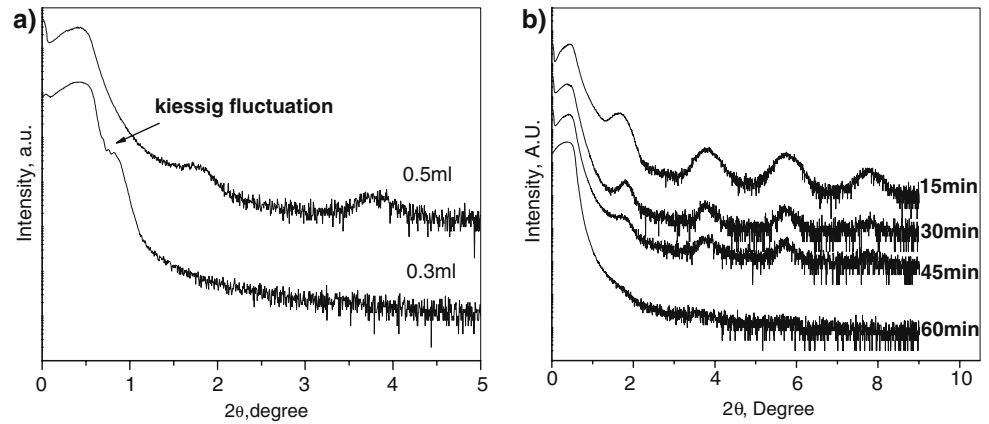 a)
Intensity, a.u.
kiessig fluctuation
0.5ml
0.3ml
0 1 2 3 4 5
2θ,degree
b)
Intensity, A.U.
15min
30min
45min
60min
0 2 4 6 8 10
2θ, Degree